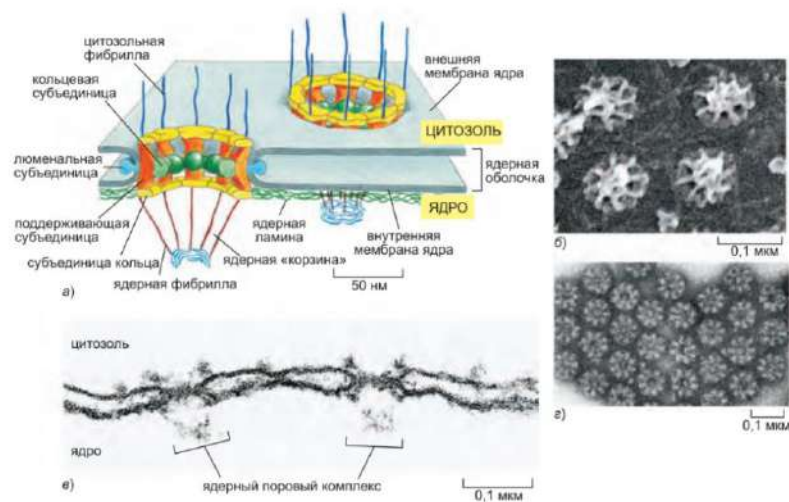 цитозольная
фибрилла
кольцевая
субъединица
люменальная
субъединица
поддерживающая
субъединица
субъединица кольца
ядерная фибрилла
ядерная «корзина»
ядерная
ламина
внешняя
мембрана ядра
ЦИТОЗОЛЬ
ядерная
оболочка
ЯДРО
внутренняя
мембрана ядра
50 нм
а)
б)
0,1 мкм
цитозоль
ядро
в)
ядерный поровый комплекс
0,1 мкм
г)
0,1 мкм